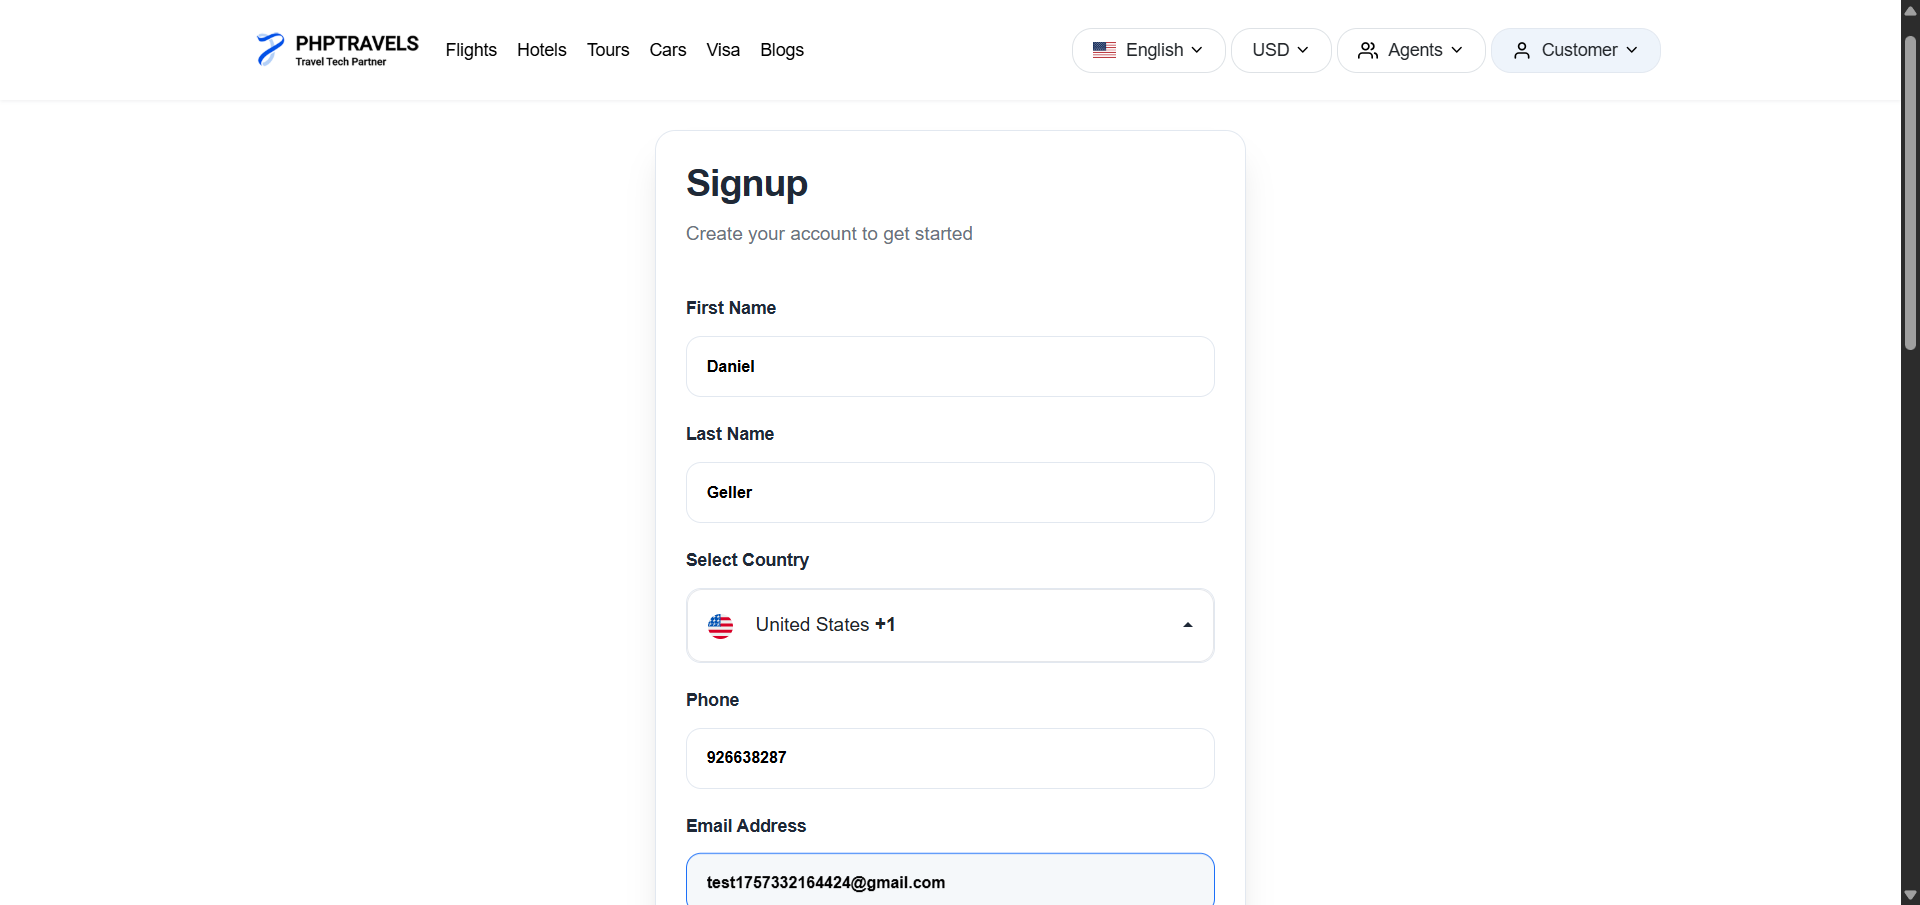 PHPTRAVELS
Travel Tech Partner
Flights Hotels Tours Cars Visa Blogs
English USD Agents Customer
Signup
Create your account to get started
First Name
Daniel
Last Name
Geller
Select Country
United States +1
Phone
926638287
Email Address
test1757332164424@gmail.com